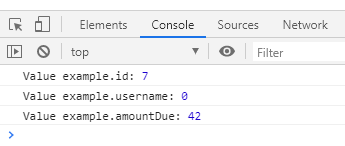 Elements Console Sources Network
top Filter
Value example.id: 7
Value example.username: 0
Value example.amountDue: 42